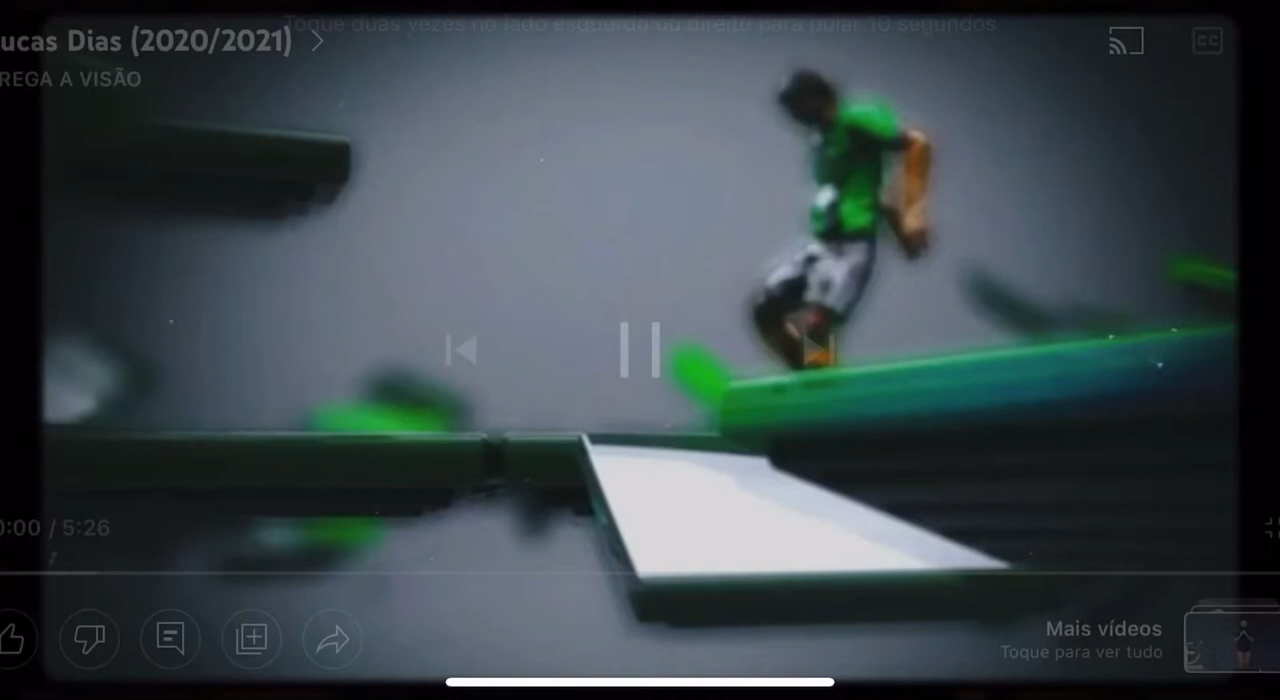 Toque duas vezes no lado esquerdo ou direito para pular 10 segundos
ucas Dias (2020/2021)
CC
REGA A VISÃO
0:00 / 5:26
Mais vídeos
Toque para ver tudo